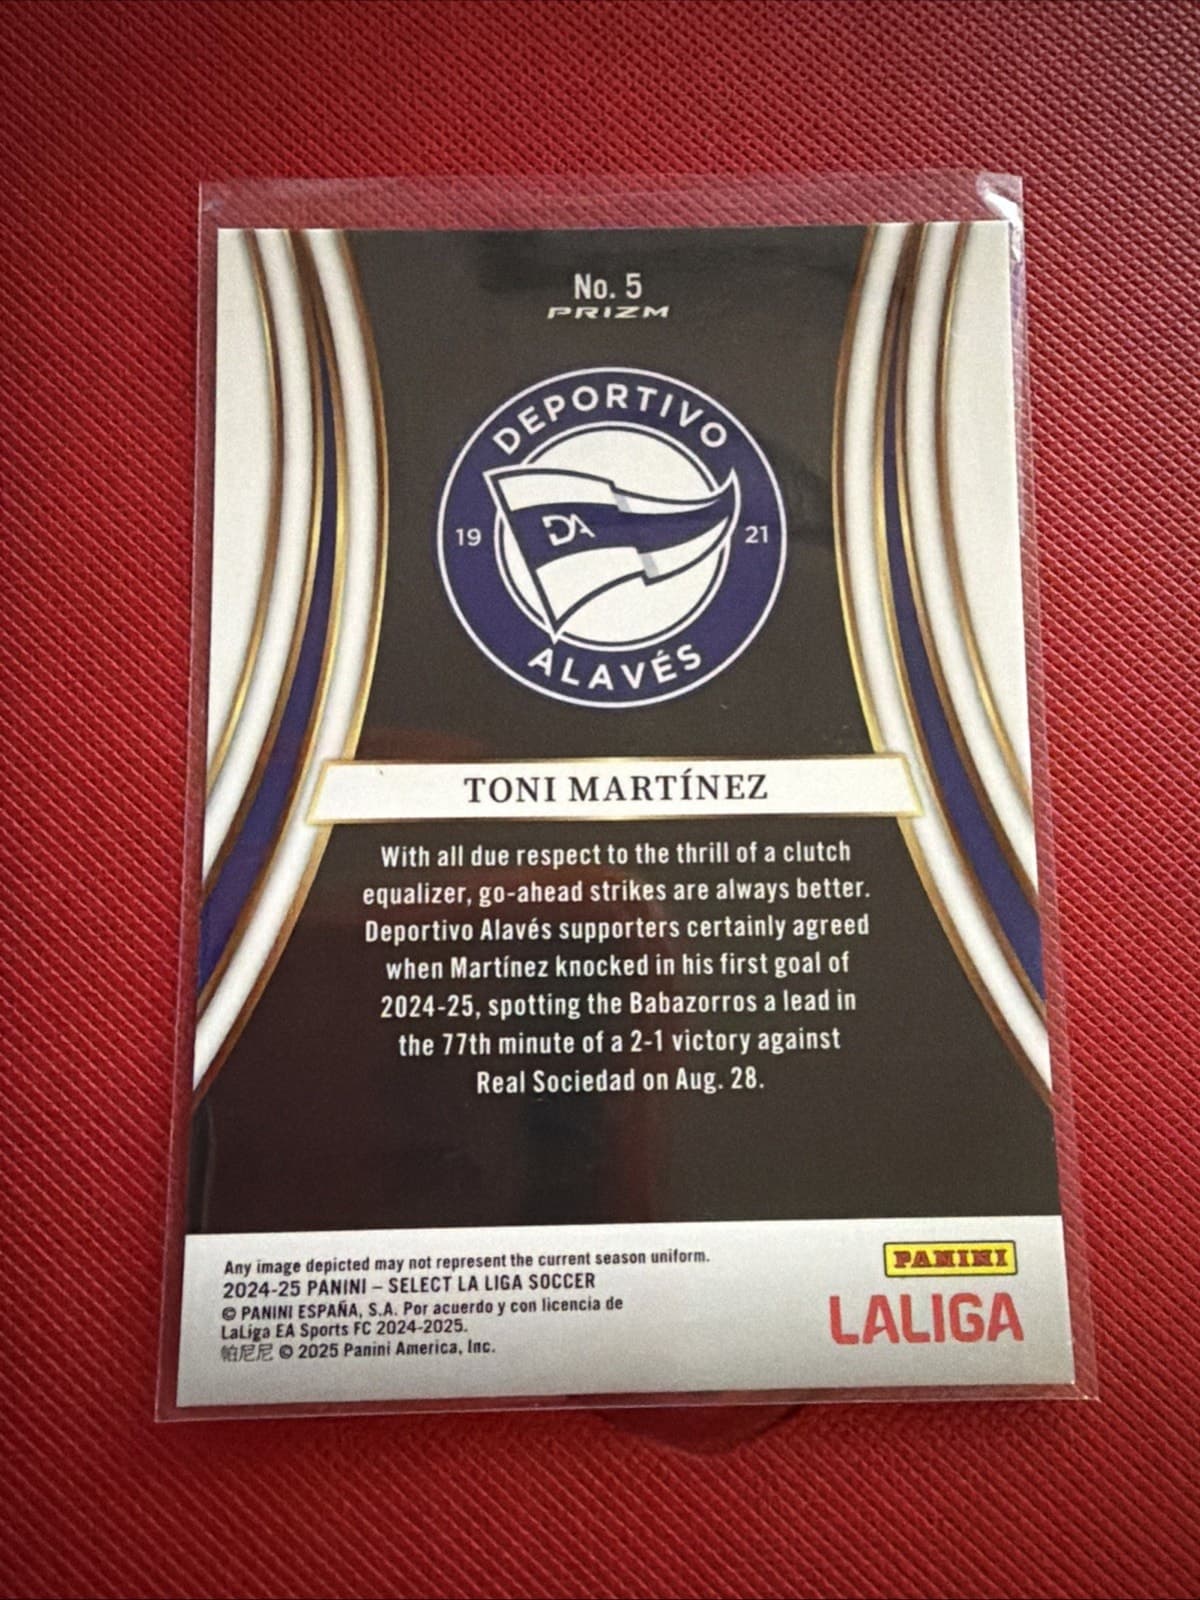 No. 5
PRIZM
DEPORTIVO
DA
19 21
ALAVÉS
TONI MARTÍNEZ
With all due respect to the thrill of a clutch
equalizer, go-ahead strikes are always better.
Deportivo Alavés supporters certainly agreed
when Martínez knocked in his first goal of
2024-25, spotting the Babazorros a lead in
the 77th minute of a 2-1 victory against
Real Sociedad on Aug. 28.
Any image depicted may not represent the current season uniform.
2024-25 PANINI – SELECT LA LIGA SOCCER
© PANINI ESPAÑA, S.A. Por acuerdo y con licencia de
LaLiga EA Sports FC 2024-2025.
帕尼尼 © 2025 Panini America, Inc.
PANINI
LALIGA